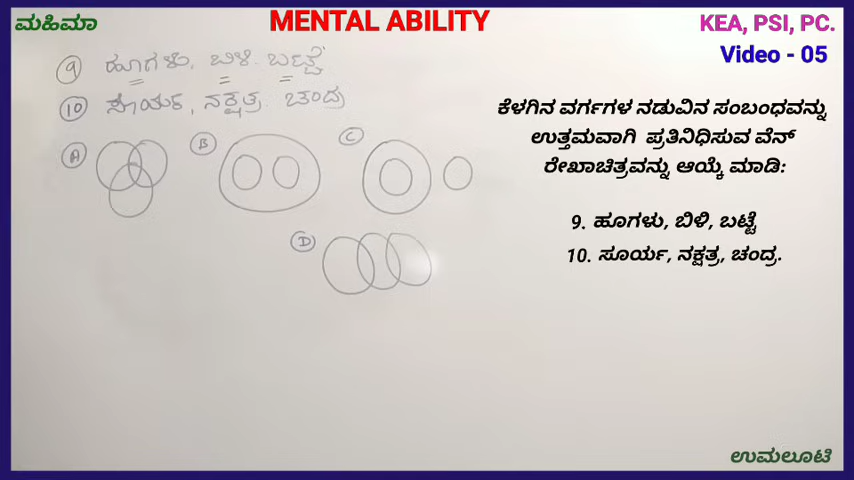 ಮಹಿಮಾ
MENTAL ABILITY
KEA, PSI, PC.
Video - 05
9 ಹೂಗಳು, ಬಿಳಿ. ಬಟ್ಟೆ
10 ಸೂರ್ಯ, ನಕ್ಷತ್ರ. ಚಂದ್ರ
A
B
C
D
ಕೆಳಗಿನ ವರ್ಗಗಳ ನಡುವಿನ ಸಂಬಂಧವನ್ನು
ಉತ್ತಮವಾಗಿ ಪ್ರತಿನಿಧಿಸುವ ವೆನ್
ರೇಖಾಚಿತ್ರವನ್ನು ಆಯ್ಕೆ ಮಾಡಿ:
9. ಹೂಗಳು, ಬಿಳಿ, ಬಟ್ಟೆ
10. ಸೂರ್ಯ, ನಕ್ಷತ್ರ, ಚಂದ್ರ.
ಉಮಲೂಟಿ